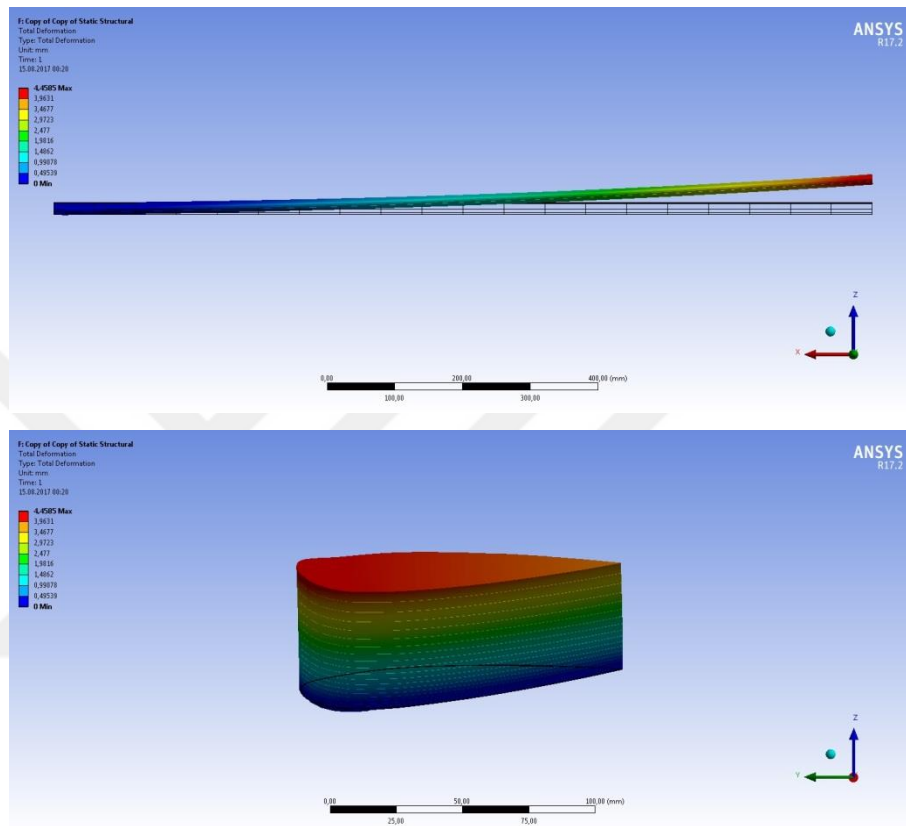 F: Copy of Copy of Static Structural
Total Deformation
Type: Total Deformation
Unit: mm
Time: 1
15.08.2017 00:20
4,4585 Max
3,9631
3,4677
2,9723
2,477
1,9816
1,4862
0,99078
0,49539
0 Min
ANSYS
R17.2
Z
X
0,00 200,00 400,00 (mm)
100,00 300,00
F: Copy of Copy of Static Structural
Total Deformation
Type: Total Deformation
Unit: mm
Time: 1
15.08.2017 00:20
4,4585 Max
3,9631
3,4677
2,9723
2,477
1,9816
1,4862
0,99078
0,49539
0 Min
ANSYS
R17.2
Z
Y
0,00 50,00 100,00 (mm)
25,00 75,00